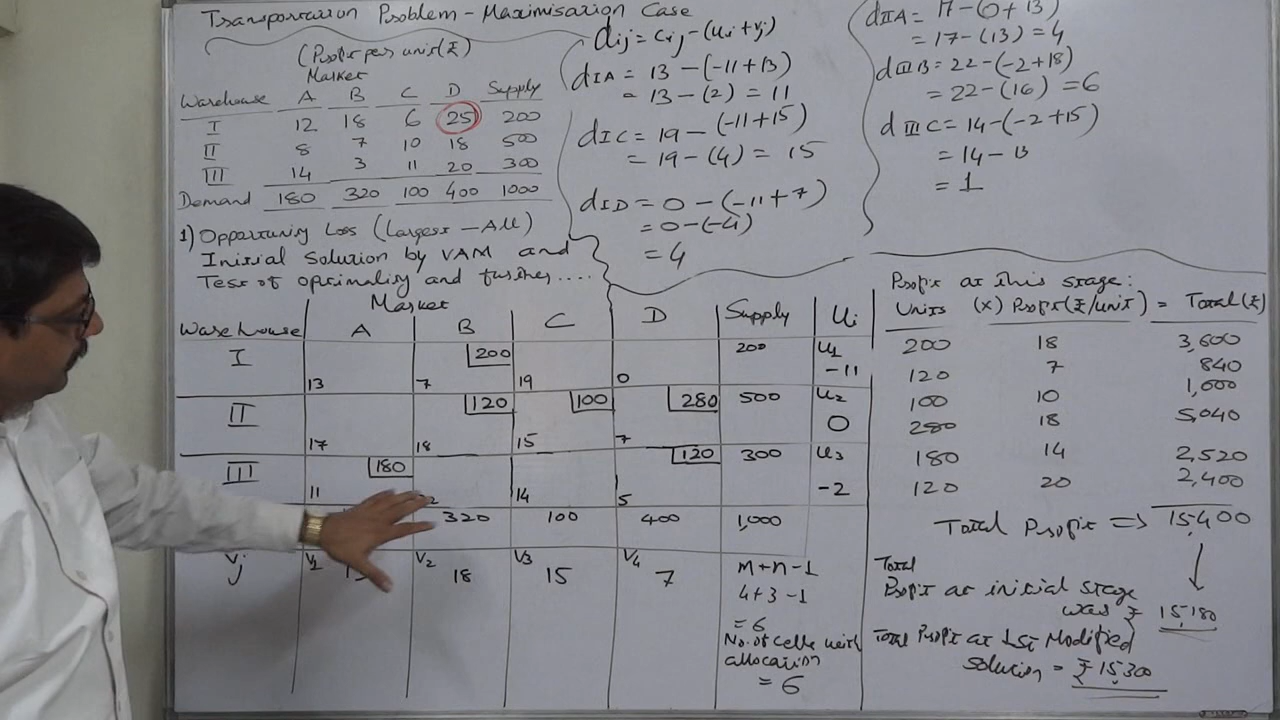 Transportation Problem - Maximisation Case
(Profit per unit(₹)
Market
Warehouse A B C D Supply
I 12 18 6 25 200
II 8 7 10 18 500
III 14 3 11 20 300
Demand 180 320 100 400 1000
1) Opportunity Loss (Largest - All)
Initial Solution by VAM and
Test of optimality and further....
dij = cij - (ui + vj)
dIA = 13 - (-11+13)
= 13 - (2) = 11
dIC = 19 - (-11+15)
= 19 - (4) = 15
dID = 0 - (-11+7)
= 0 - (-4)
= 4
dIIA = 17 - (0+13)
= 17 - (13) = 4
dIIIB = 22 - (-2+18)
= 22 - (16) = 6
dIIIC = 14 - (-2+15)
= 14 - 13
= 1
Market
Warehouse A B C D Supply Ui
I 200 200 U1
13 7 19 0 -11
II 120 100 280 500 U2
17 18 15 7 0
III 180 120 300 U3
11 14 5 -2
320 100 400 1,000
Vj V1 V2 18 V3 15 V4 7
m+n-1
4+3-1
= 6
No. of cells with
allocation
= 6
Profit at this stage:
Units (x) Profit(₹/unit) = Total(₹)
200 18 3,600
120 7 840
100 10 1,000
280 18 5,040
180 14 2,520
120 20 2,400
Total Profit => 15,400
Total
Profit at initial stage
was ₹ 15,180
Total Profit at 1st Modified
Solution = ₹ 15,300